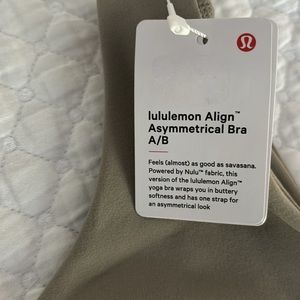 lululemon Align™
Asymmetrical Bra
A/B
Feels (almost) as good as savasana.
Powered by Nulu™ fabric, this
version of the lululemon Align™
yoga bra wraps you in buttery
softness and has one strap for
an asymmetrical look